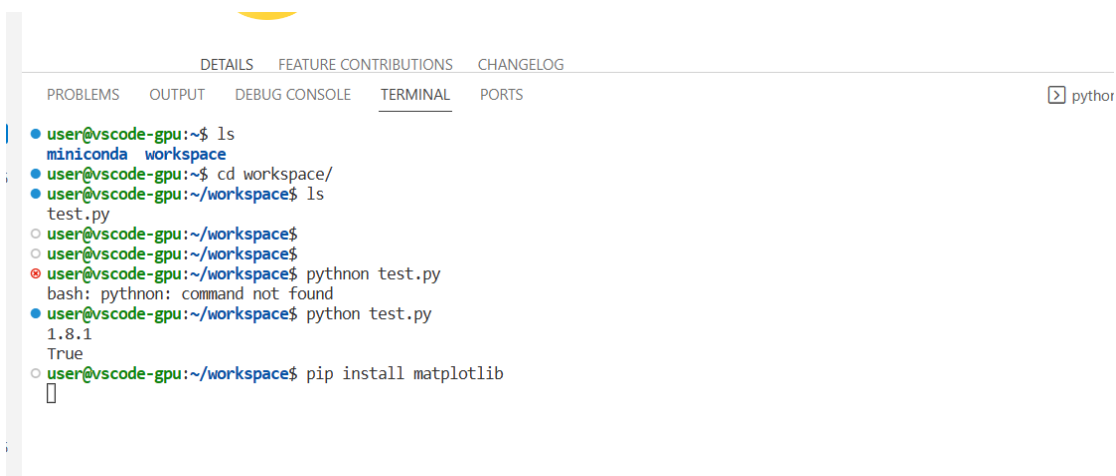 DETAILS FEATURE CONTRIBUTIONS CHANGELOG
PROBLEMS OUTPUT DEBUG CONSOLE TERMINAL PORTS
user@vscode-gpu:~$ ls
miniconda workspace
user@vscode-gpu:~$ cd workspace/
user@vscode-gpu:~/workspace$ ls
test.py
user@vscode-gpu:~/workspace$
user@vscode-gpu:~/workspace$
user@vscode-gpu:~/workspace$ pythnon test.py
bash: pythnon: command not found
user@vscode-gpu:~/workspace$ python test.py
1.8.1
True
user@vscode-gpu:~/workspace$ pip install matplotlib